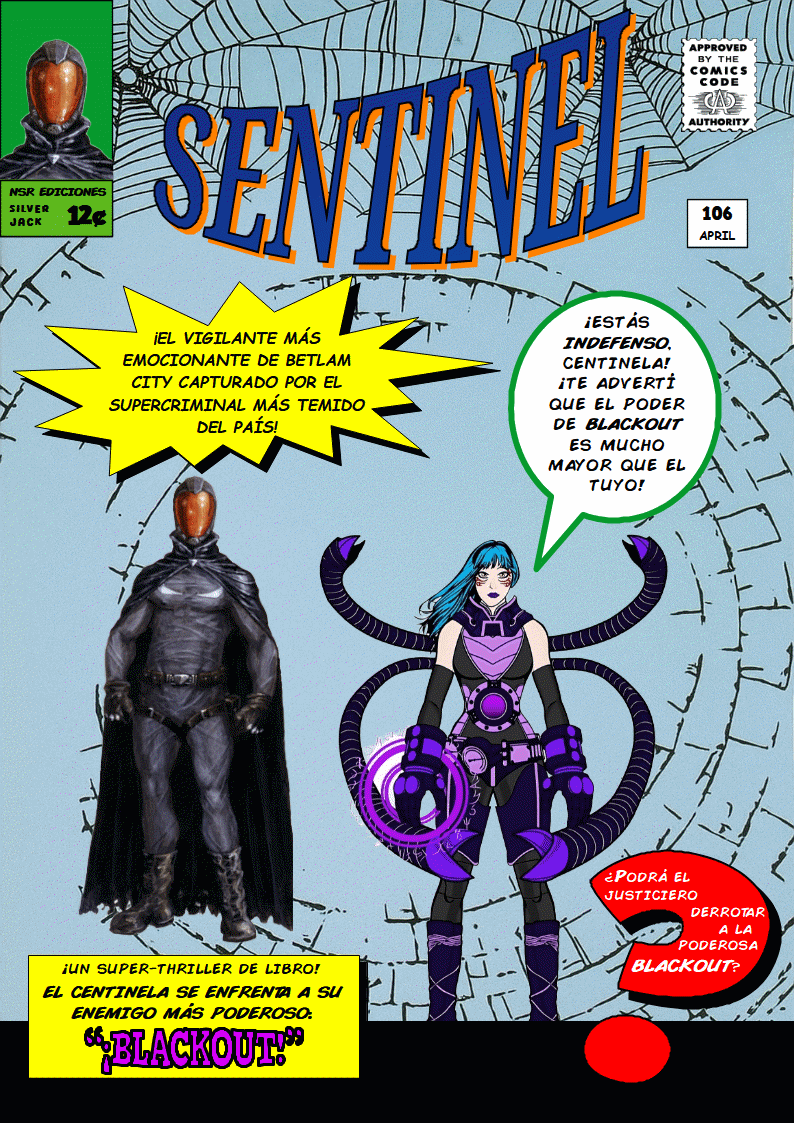 SENTINEL
APPROVED
BY THE
COMICS
CODE
CA
AUTHORITY
NSR EDICIONES
SILVER
JACK
12¢
106
APRIL
¡EL VIGILANTE MÁS
EMOCIONANTE DE BETLAM
CITY CAPTURADO POR EL
SUPERCRIMINAL MÁS TEMIDO
DEL PAÍS!
¡ESTÁS
INDEFENSO,
CENTINELA!
¡TE ADVERTÍ
QUE EL PODER
DE BLACKOUT
ES MUCHO
MAYOR QUE EL
TUYO!
¿PODRÁ EL
JUSTICIERO
DERROTAR
A LA
PODEROSA
BLACKOUT?
¡UN SUPER-THRILLER DE LIBRO!
EL CENTINELA SE ENFRENTA A SU
ENEMIGO MÁS PODEROSO:
“¡BLACKOUT!”